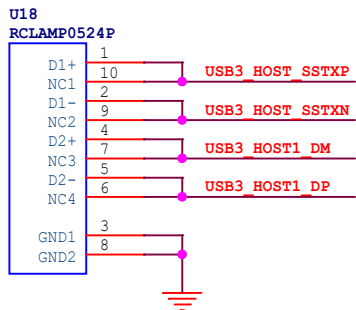 U18
RCLAMP0524P
D1+ 1
NC1 10 USB3_HOST_SSTXP
D1- 2
NC2 9 USB3_HOST_SSTXN
D2+ 4
NC3 7 USB3_HOST1_DM
D2- 5
NC4 6 USB3_HOST1_DP
GND1 3
GND2 8